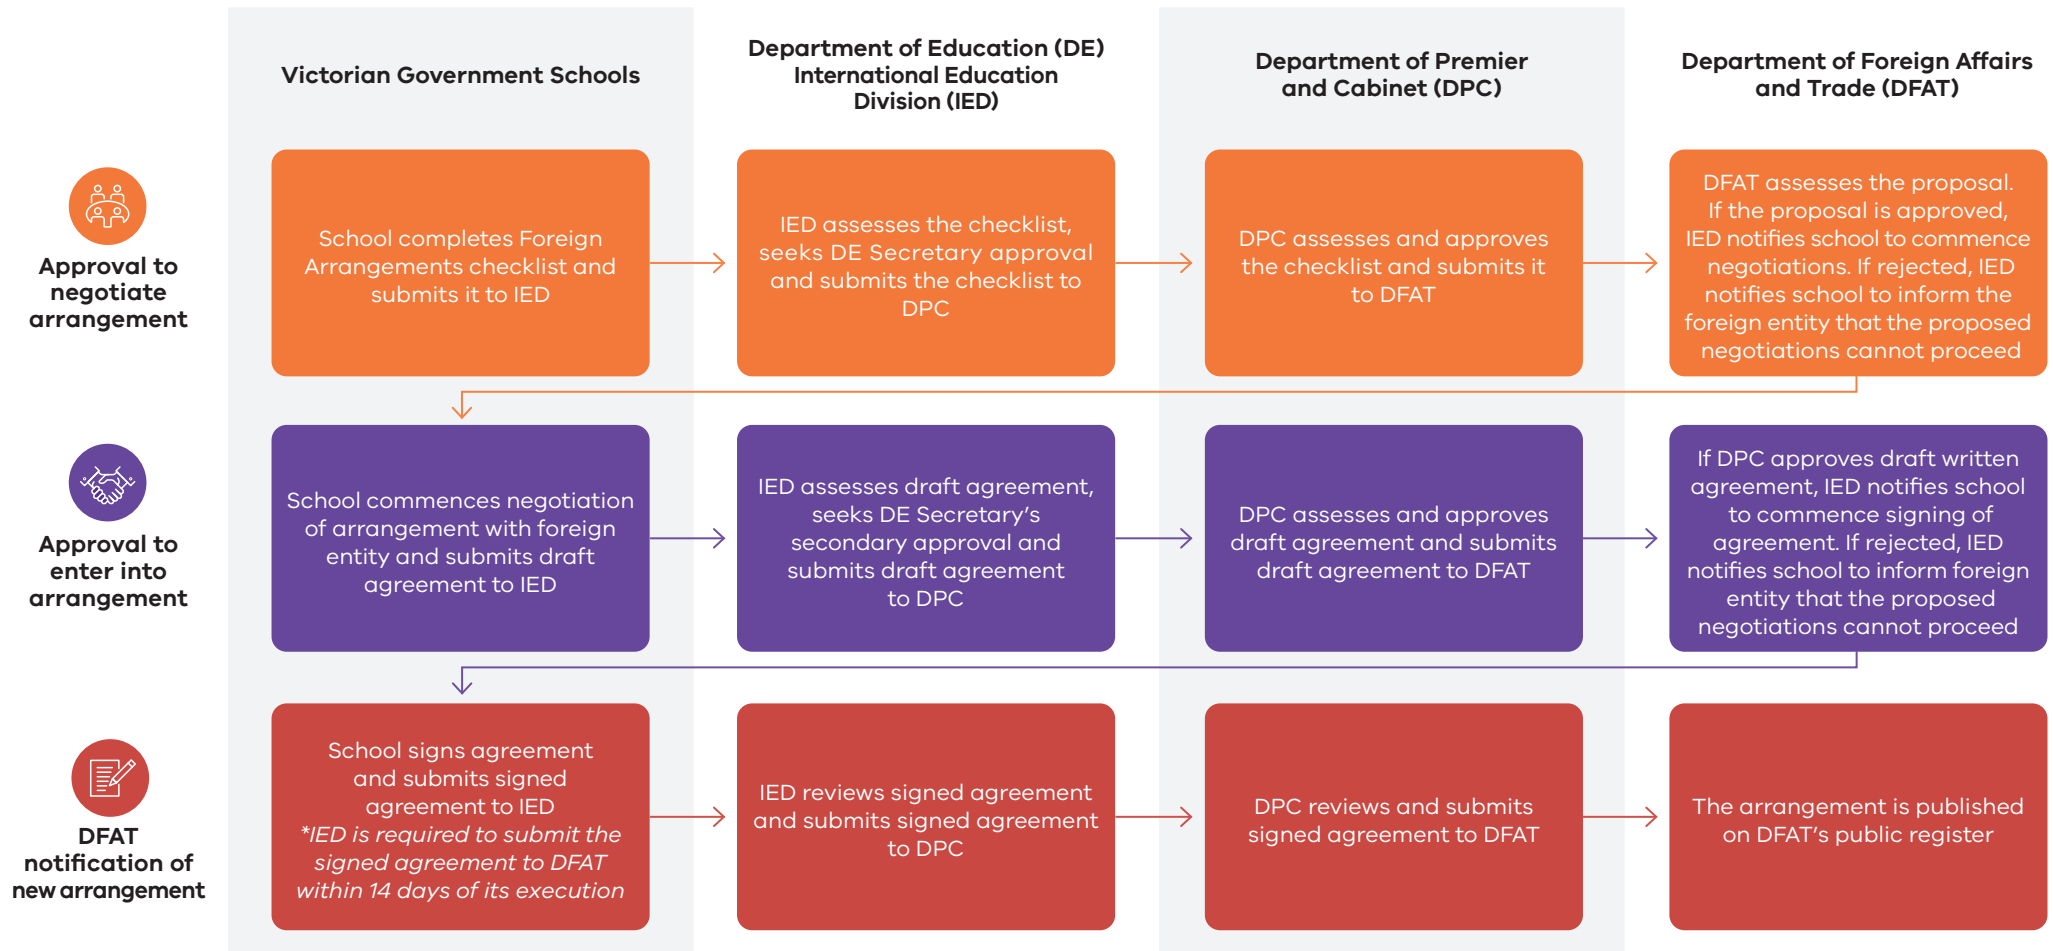 Victorian Government Schools
Department of Education (DE)
International Education
Division (IED)
Department of Premier
and Cabinet (DPC)
Department of Foreign Affairs
and Trade (DFAT)
Approval to
negotiate
arrangement
School completes Foreign
Arrangements checklist and
submits it to IED
IED assesses the checklist,
seeks DE Secretary approval
and submits the checklist to
DPC
DPC assesses and approves
the checklist and submits it
to DFAT
DFAT assesses the proposal.
If the proposal is approved,
IED notifies school to commence
negotiations. If rejected, IED
notifies school to inform the
foreign entity that the proposed
negotiations cannot proceed
Approval to
enter into
arrangement
School commences negotiation
of arrangement with foreign
entity and submits draft
agreement to IED
IED assesses draft agreement,
seeks DE Secretary’s
secondary approval and
submits draft agreement
to DPC
DPC assesses and approves
draft agreement and submits
draft agreement to DFAT
If DPC approves draft written
agreement, IED notifies school
to commence signing of
agreement. If rejected, IED
notifies school to inform foreign
entity that the proposed
negotiations cannot proceed
DFAT
notification of
new arrangement
School signs agreement
and submits signed
agreement to IED
*IED is required to submit the
signed agreement to DFAT
within 14 days of its execution
IED reviews signed agreement
and submits signed agreement
to DPC
DPC reviews and submits
signed agreement to DFAT
The arrangement is published
on DFAT’s public register